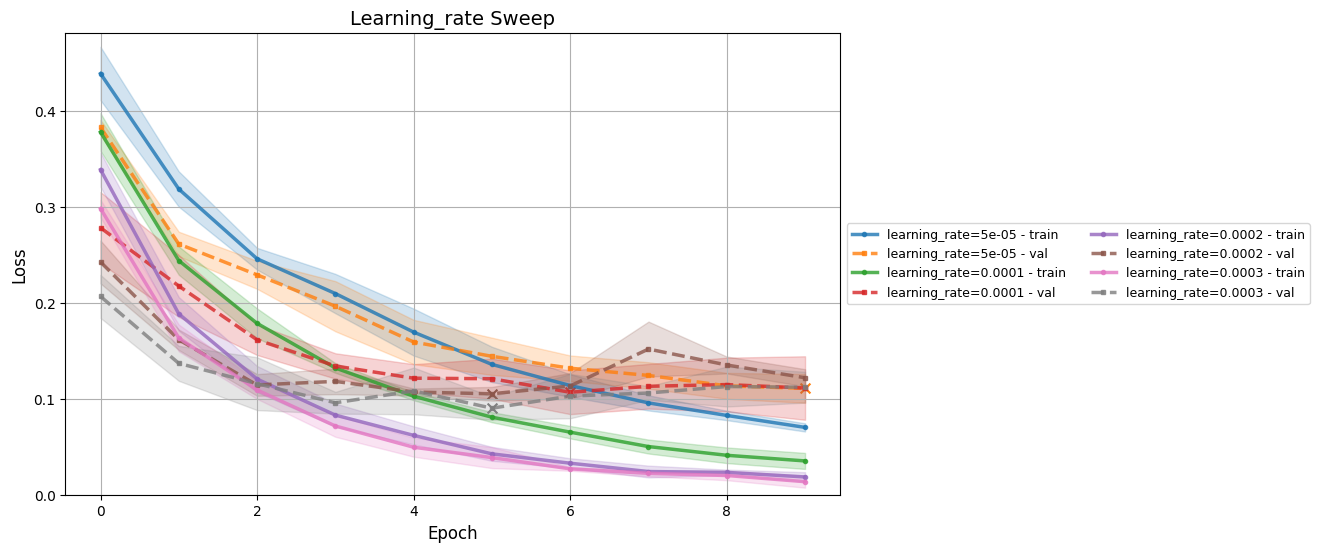 Learning_rate Sweep
Loss
0.4
0.3
0.2
0.1
0.0
0
2
4
6
8
Epoch
learning_rate=5e-05 - train
learning_rate=5e-05 - val
learning_rate=0.0001 - train
learning_rate=0.0001 - val
learning_rate=0.0002 - train
learning_rate=0.0002 - val
learning_rate=0.0003 - train
learning_rate=0.0003 - val